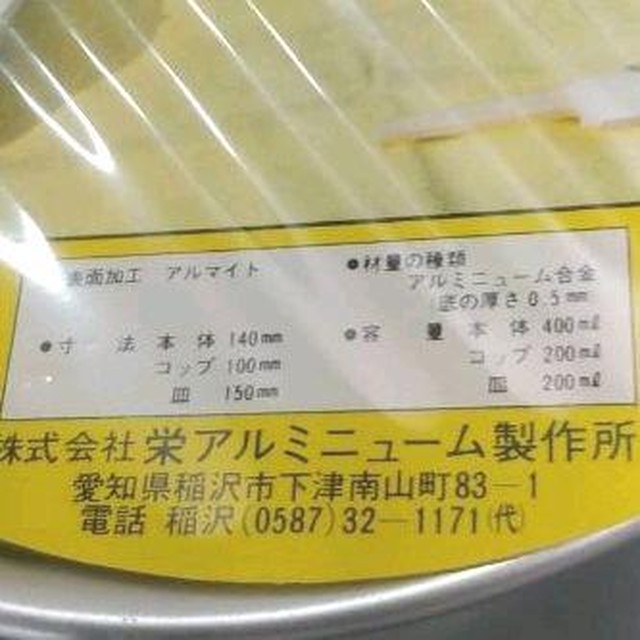 表面加工 アルマイト
●寸 法 本 体 140mm
コップ 100mm
皿 150mm
●材量の種類
アルミニューム合金
底の厚さ0.5mm
●容 量 本 体 400ml
コップ 200ml
皿 200ml
株式会社栄アルミニューム製作所
愛知県稲沢市下津南山町83―1
電話 稲沢(0587)32―1171(代)